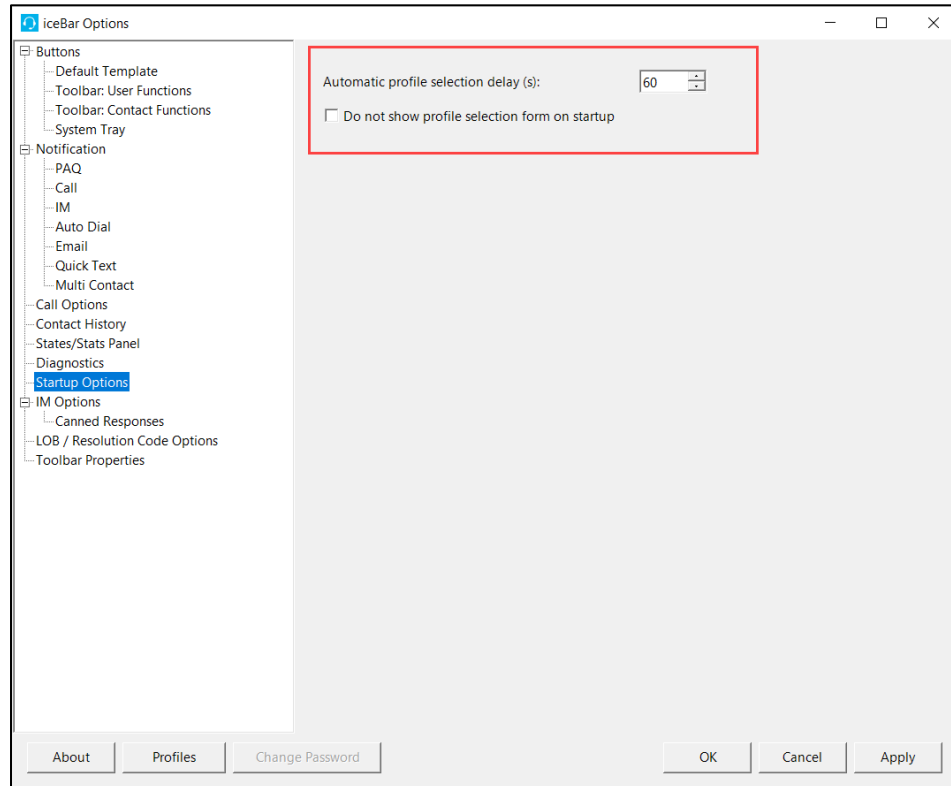 iceBar Options
Buttons
Default Template
Toolbar: User Functions
Toolbar: Contact Functions
System Tray
Notification
PAQ
Call
IM
Auto Dial
Email
Quick Text
Multi Contact
Call Options
Contact History
States/Stats Panel
Diagnostics
Startup Options
IM Options
Canned Responses
LOB / Resolution Code Options
Toolbar Properties
Automatic profile selection delay (s): 60
Do not show profile selection form on startup
About Profiles Change Password OK Cancel Apply